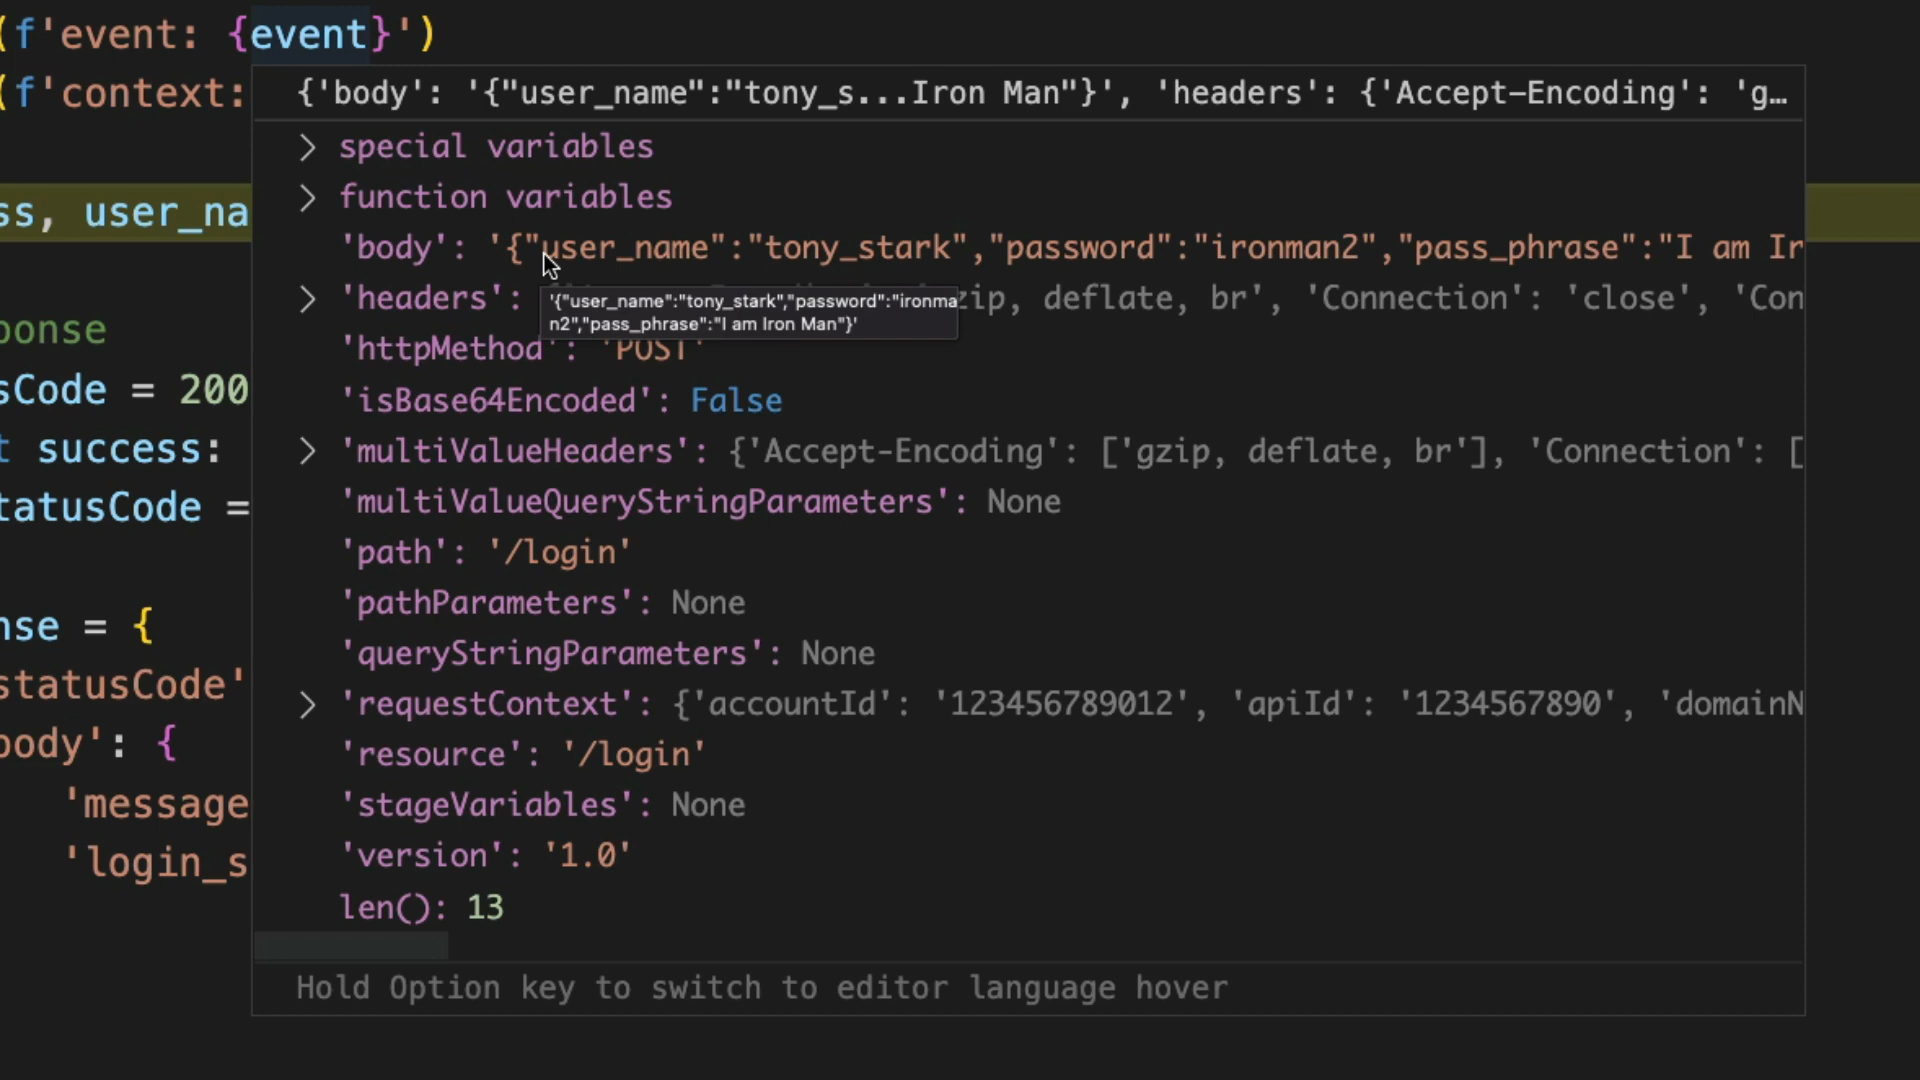 (f'event: {event}')
(f'context:
{'body': '{"user_name":"tony_s...Iron Man"}', 'headers': {'Accept-Encoding': 'g…
special variables
function variables
ss, user_na
'body': '{"user_name":"tony_stark","password":"ironman2","pass_phrase":"I am Ir
'headers': zip, deflate, br', 'Connection': 'close', 'Con
'{"user_name":"tony_stark","password":"ironma
n2","pass_phrase":"I am Iron Man"}'
ponse
'httpMethod': 'POST'
sCode = 200
'isBase64Encoded': False
t success:
'multiValueHeaders': {'Accept-Encoding': ['gzip, deflate, br'], 'Connection': [
tatusCode =
'multiValueQueryStringParameters': None
'path': '/login'
'pathParameters': None
nse = {
'queryStringParameters': None
statusCode'
'requestContext': {'accountId': '123456789012', 'apiId': '1234567890', 'domainN
body': {
'resource': '/login'
'message
'stageVariables': None
'login_s
'version': '1.0'
len(): 13
Hold Option key to switch to editor language hover